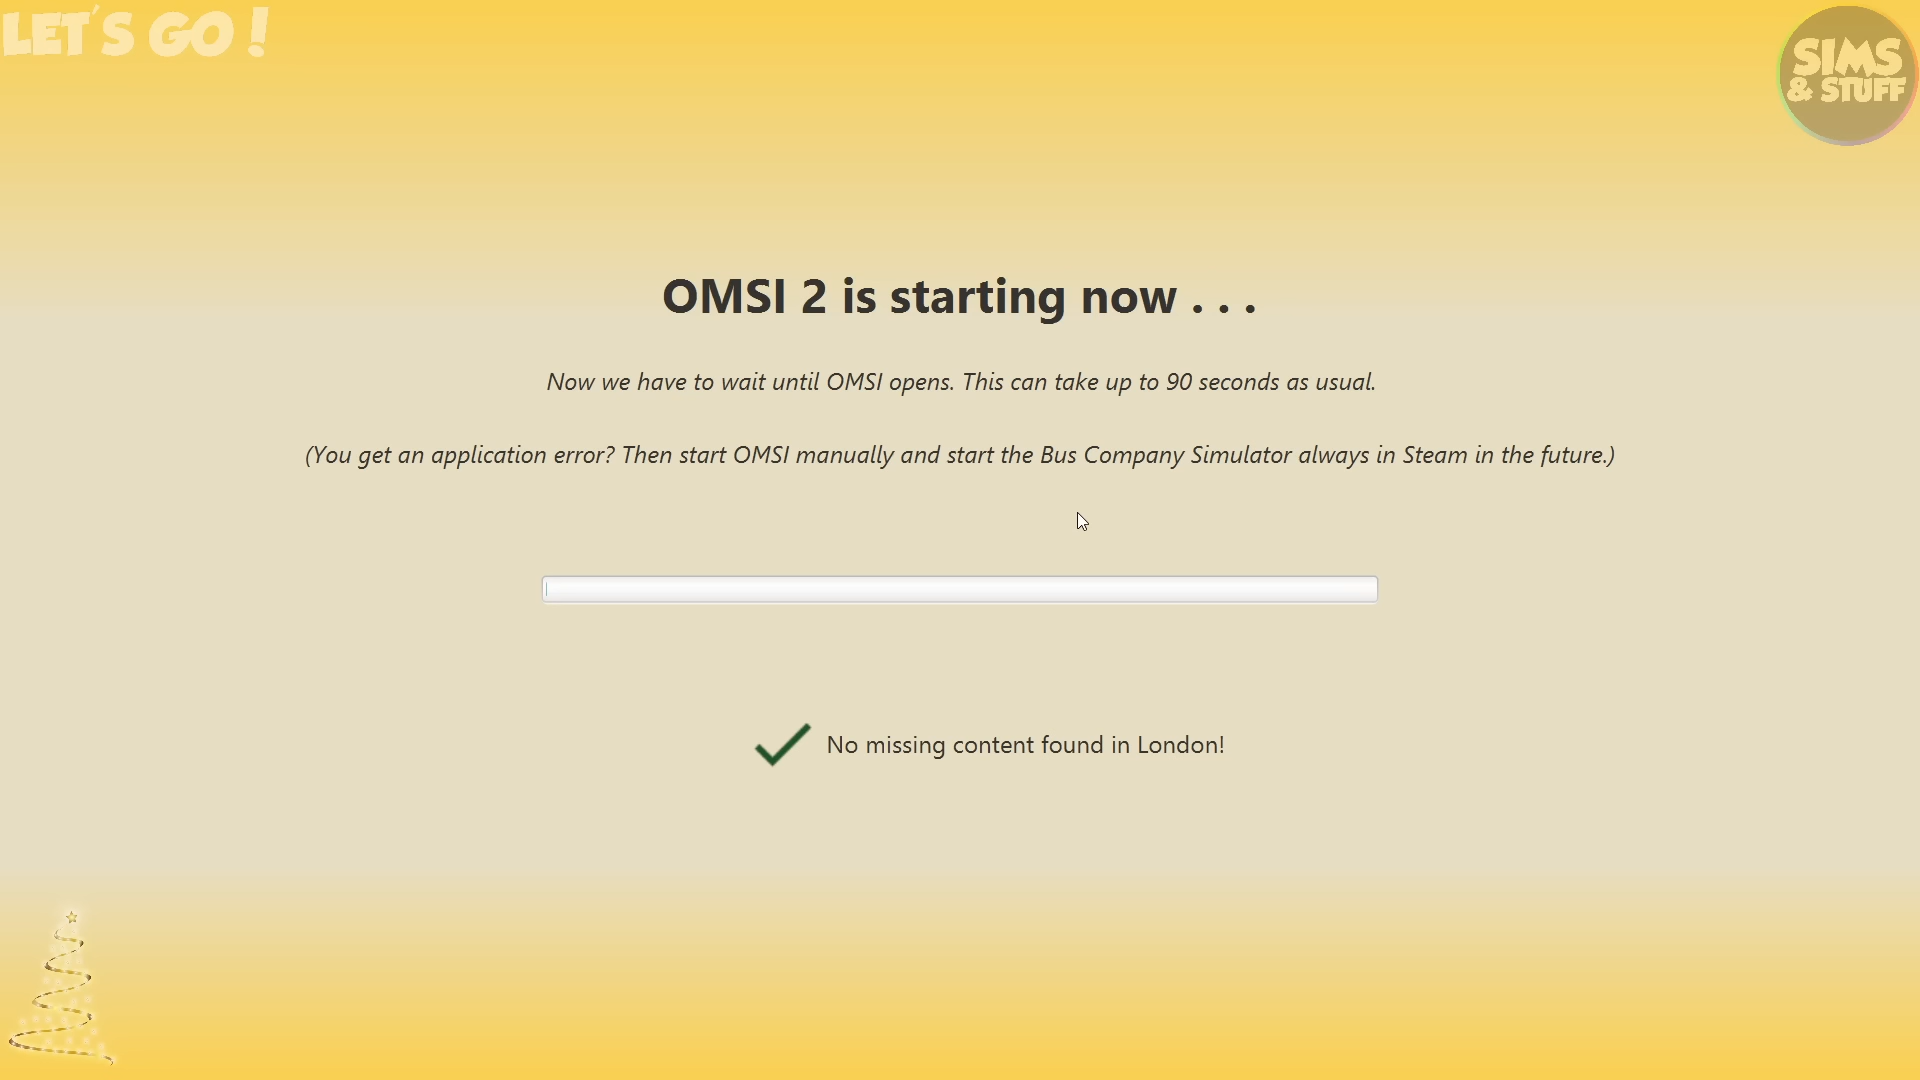 LET'S GO !
SIMS
& STUFF
OMSI 2 is starting now . . .
Now we have to wait until OMSI opens. This can take up to 90 seconds as usual.
(You get an application error? Then start OMSI manually and start the Bus Company Simulator always in Steam in the future.)
No missing content found in London!